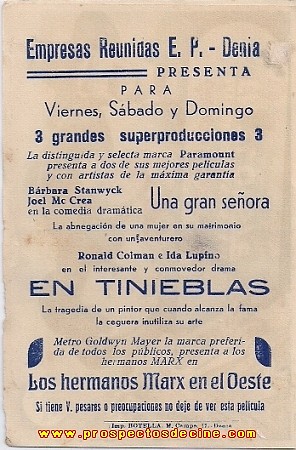 Empresas Reunidas E. P. - Denia
PRESENTA
PARA
Viernes, Sábado y Domingo
3 grandes superproducciones 3
La distinguida y selecta marca Paramount
presenta a dos de sus mejores películas
y con artistas de la máxima garantía
Bárbara Stanwyck
Joel Mc Crea
en la comedia dramática
Una gran señora
La abnegación de una mujer en su matrimonio
con un aventurero
Ronald Colman e Ida Lupino
en el interesante y conmovedor drama
EN TINIEBLAS
La tragedia de un pintor que cuando alcanza la fama
la ceguera inutiliza su arte
Metro Goldwyn Mayer la marca preferi-
da de todos los públicos, presenta a los
hermanos MARX en
Los hermanos Marx en el Oeste
Si tiene V. pesares o preocupaciones no deje de ver esta película
Imp. BOTELLA. M. Campo, 17.-Denia
www.prospectosdecine.com